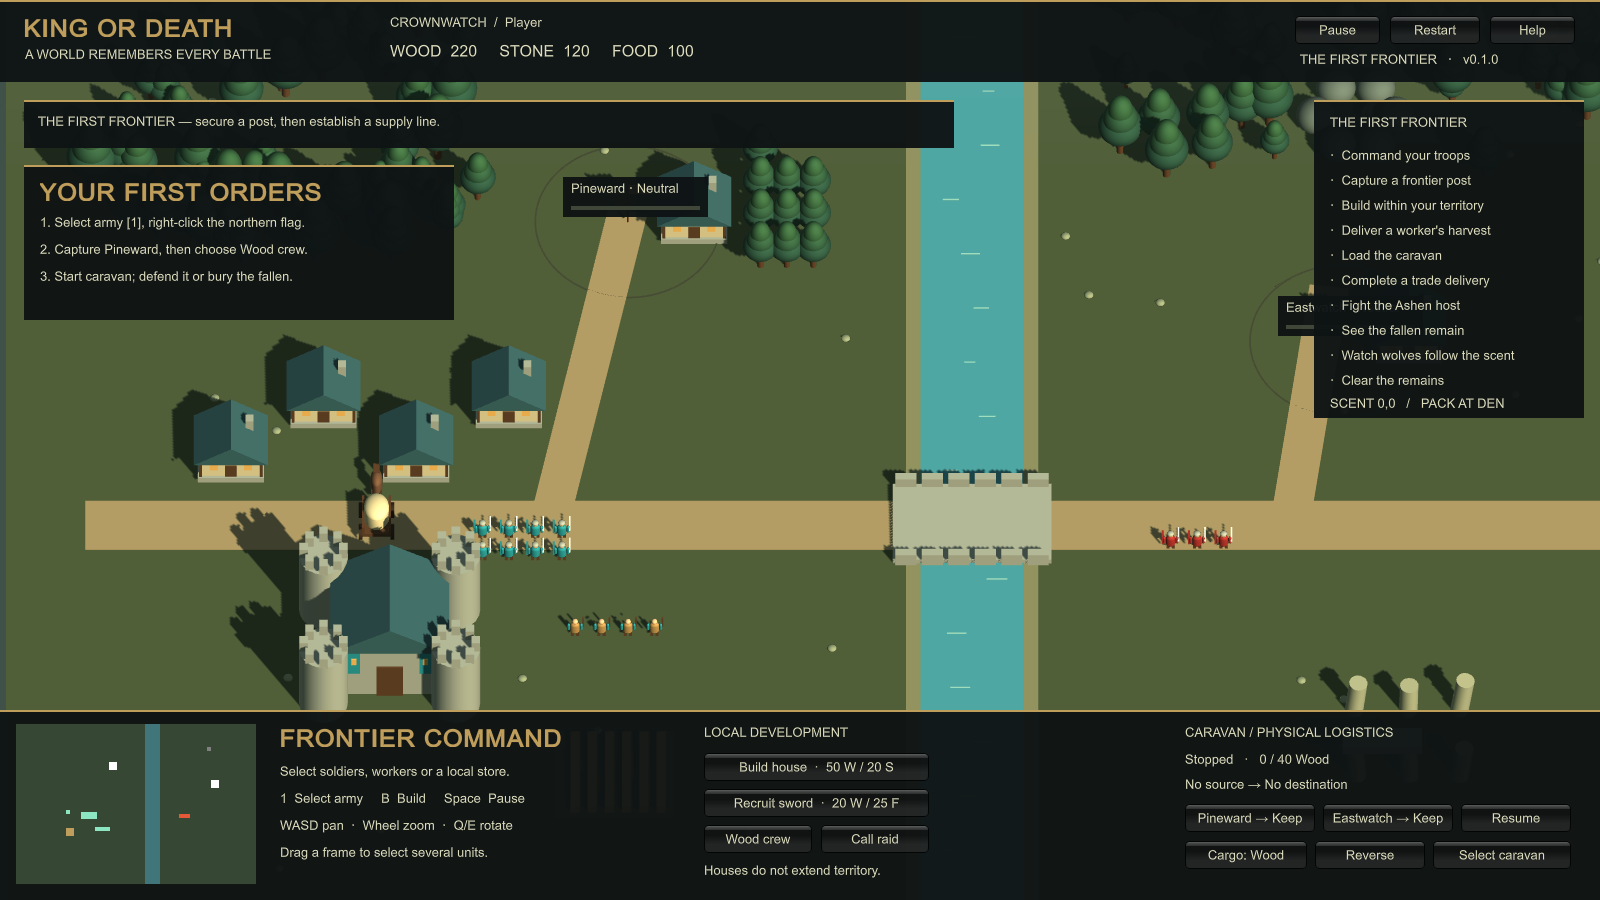 KING OR DEATH
A WORLD REMEMBERS EVERY BATTLE
CROWNWATCH / Player
WOOD 220 STONE 120 FOOD 100
Pause Restart Help
THE FIRST FRONTIER · v0.1.0
THE FIRST FRONTIER — secure a post, then establish a supply line.
YOUR FIRST ORDERS
1. Select army [1], right-click the northern flag.
2. Capture Pineward, then choose Wood crew.
3. Start caravan; defend it or bury the fallen.
Pineward · Neutral
THE FIRST FRONTIER
· Command your troops
· Capture a frontier post
· Build within your territory
· Deliver a worker's harvest
· Load the caravan
· Complete a trade delivery
· Fight the Ashen host
· See the fallen remain
· Watch wolves follow the scent
· Clear the remains
SCENT 0,0 / PACK AT DEN
FRONTIER COMMAND
Select soldiers, workers or a local store.
1 Select army B Build Space Pause
WASD pan · Wheel zoom · Q/E rotate
Drag a frame to select several units.
LOCAL DEVELOPMENT
Build house · 50 W / 20 S
Recruit sword · 20 W / 25 F
Wood crew Call raid
Houses do not extend territory.
CARAVAN / PHYSICAL LOGISTICS
Stopped · 0 / 40 Wood
No source → No destination
Pineward → Keep Eastwatch → Keep Resume
Cargo: Wood Reverse Select caravan